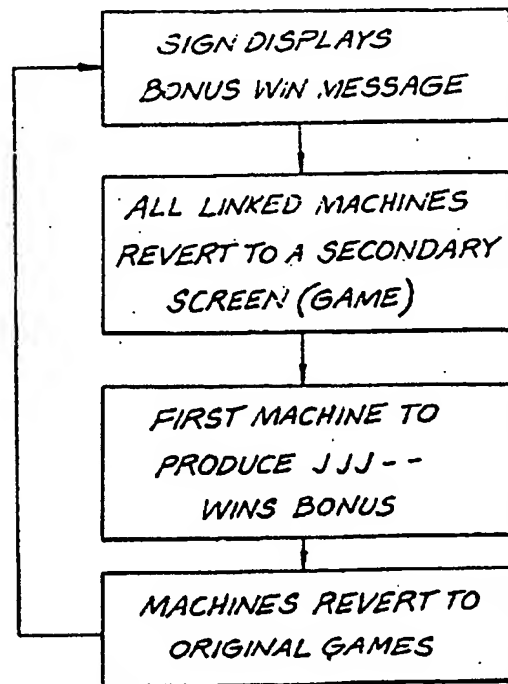 SIGN DISPLAYS
BONUS WIN MESSAGE
ALL LINKED MACHINES
REVERT TO A SECONDARY
SCREEN (GAME)
FIRST MACHINE TO
PRODUCE JJJ--
WINS BONUS
MACHINES REVERT TO
ORIGINAL GAMES